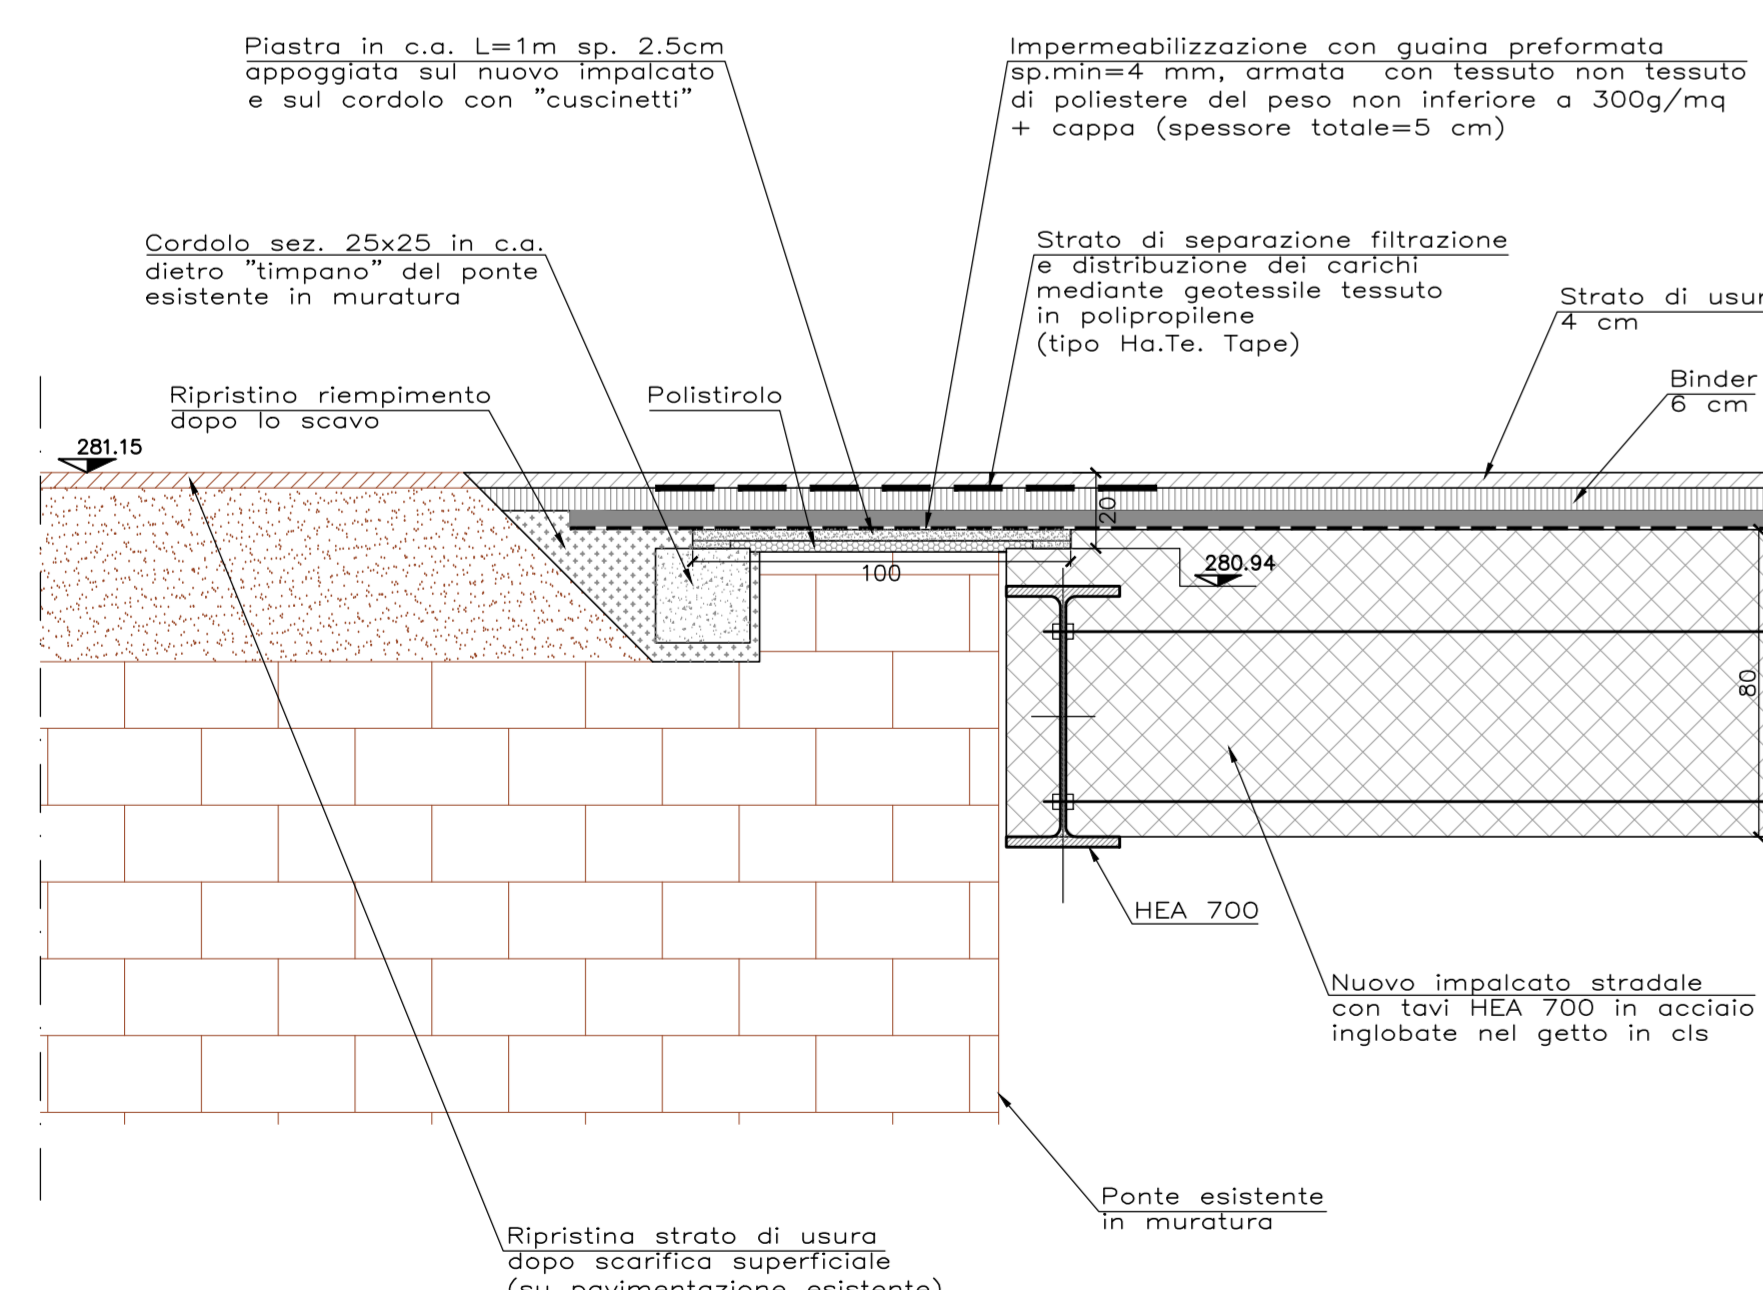 Piastra in c.a. L=1m sp. 2.5cm
appoggiata sul nuovo impalcato
e sul cordolo con "cuscinetti"
Impermeabilizzazione con guaina preformata
sp.min=4 mm, armata con tessuto non tessuto
di poliestere del peso non inferiore a 300g/mq
+ cappa (spessore totale=5 cm)
Cordolo sez. 25x25 in c.a.
dietro "timpano" del ponte
esistente in muratura
Strato di separazione filtrazione
e distribuzione dei carichi
mediante geotessile tessuto
in polipropilene
(tipo Ha.Te. Tape)
Strato di usur
4 cm
Ripristino riempimento
dopo lo scavo
Polistirolo
Binder
6 cm
281.15
20
100
280.94
80
HEA 700
Nuovo impalcato stradale
con tavi HEA 700 in acciaio
inglobate nel getto in cls
Ponte esistente
in muratura
Ripristina strato di usura
dopo scarifica superficiale
(su pavimentazione esistente)